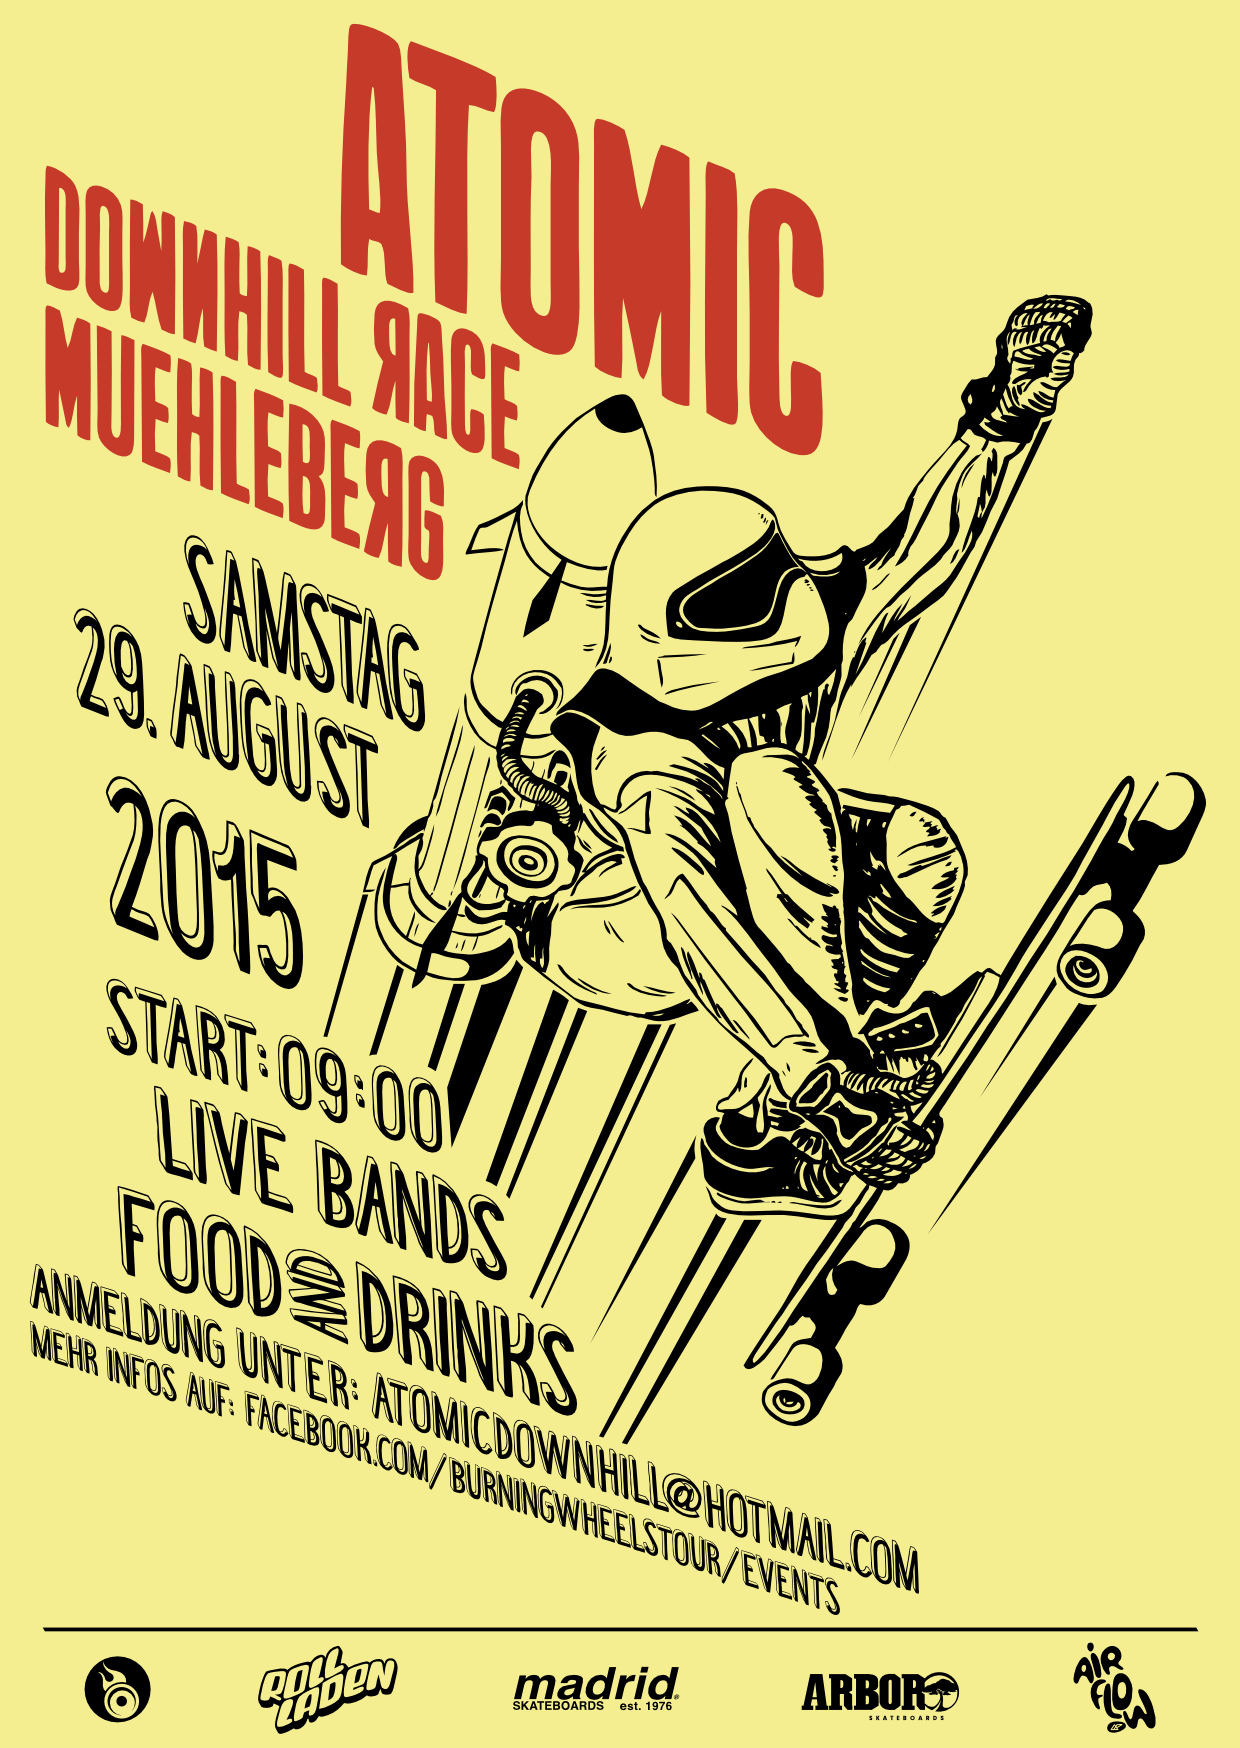 ATOMIC
DOWNHILL RACE
MUEHLEBERG
SAMSTAG
29. AUGUST
2015
START: 09:00
LIVE BANDS
FOOD AND DRINKS
ANMELDUNG UNTER: ATOMICDOWNHILL@HOTMAIL.COM
MEHR INFOS AUF: FACEBOOK.COM/BURNINGWHEELSTOUR/EVENTS
ROLL LADEN
madrid®
SKATEBOARDS est. 1976
ARBOR
SKATEBOARDS
AIR
FLOW